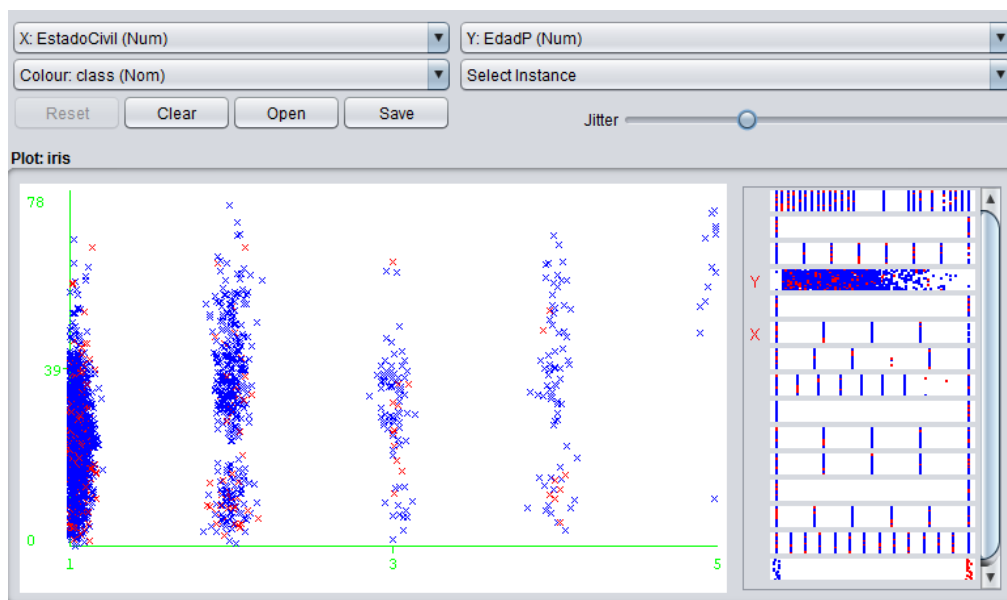 X: EstadoCivil (Num)
Y: EdadP (Num)
Colour: class (Nom)
Select Instance
Reset
Clear
Open
Save
Jitter
Plot: iris
78
39
0
1
3
5
Y
X